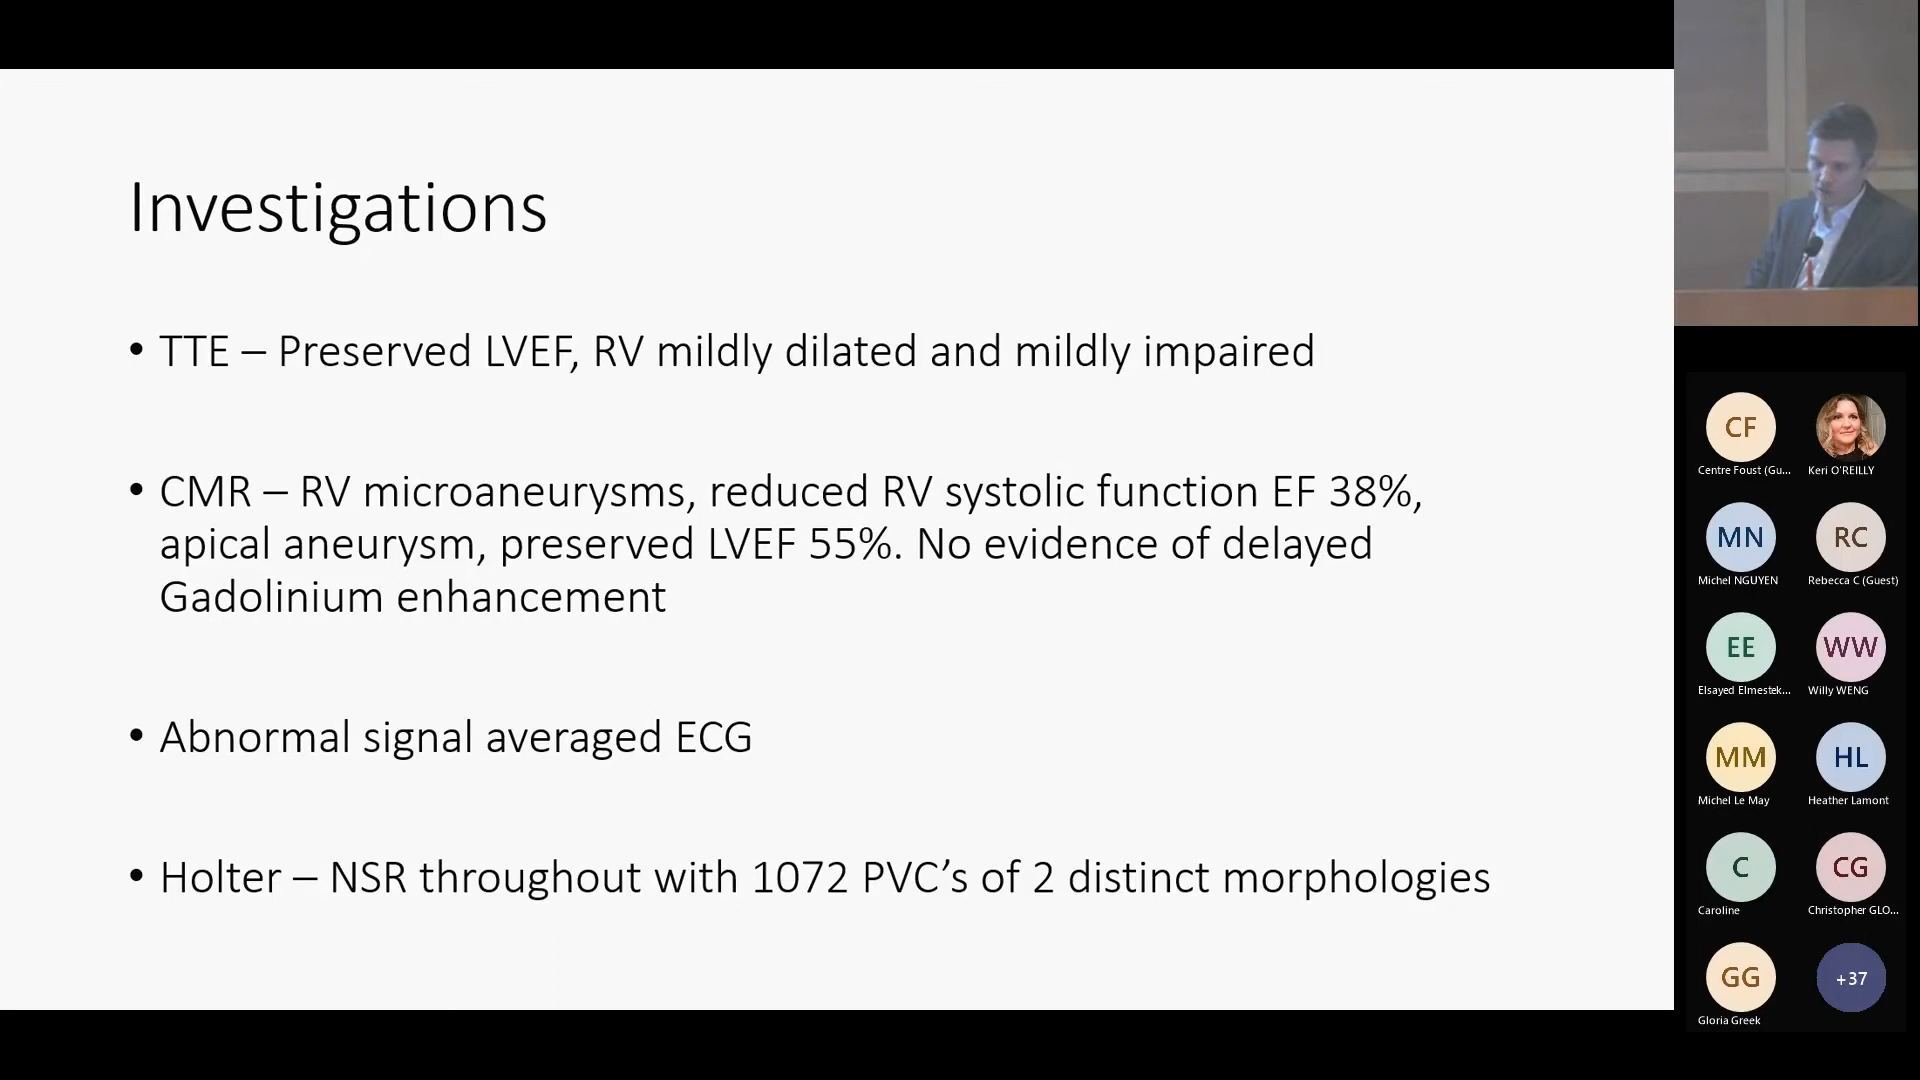 Investigations
• TTE – Preserved LVEF, RV mildly dilated and mildly impaired
• CMR – RV microaneurysms, reduced RV systolic function EF 38%,
apical aneurysm, preserved LVEF 55%. No evidence of delayed
Gadolinium enhancement
• Abnormal signal averaged ECG
• Holter – NSR throughout with 1072 PVC’s of 2 distinct morphologies
CF
Centre Foust (Gu...
Keri O'REILLY
MN
Michel NGUYEN
RC
Rebecca C (Guest)
EE
Elsayed Elmestek...
WW
Willy WENG
MM
Michel Le May
HL
Heather Lamont
C
Caroline
CG
Christopher GLO...
GG
Gloria Greek
+37